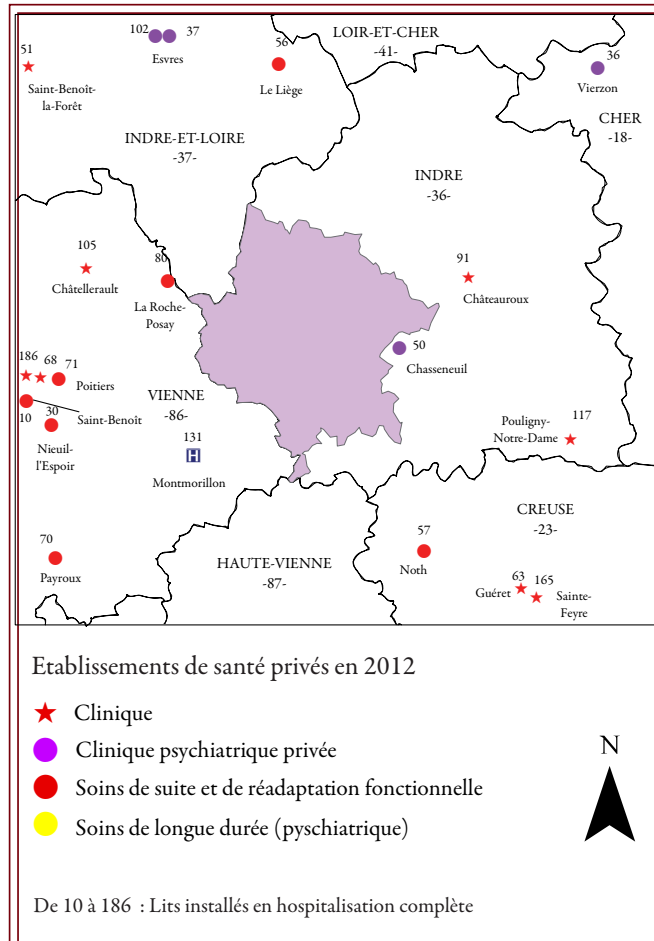 LOIR-ET-CHER
-41-
102
37
Esvres
56
Le Liège
51
Saint-Benoît-
la-Forêt
36
Vierzon
CHER
-18-
INDRE-ET-LOIRE
-37-
INDRE
-36-
105
Châtellerault
80
La Roche-
Posay
91
Châteauroux
50
Chasseneuil
186
68
71
Poitiers
VIENNE
-86-
10
30
Saint-Benoît
Nieuil-
l'Espoir
131
H
Montmorillon
Pouligny-
Notre-Dame
117
CREUSE
-23-
70
Payroux
HAUTE-VIENNE
-87-
57
Noth
63
Guéret
165
Sainte-
Feyre
Etablissements de santé privés en 2012
Clinique
Clinique psychiatrique privée
Soins de suite et de réadaptation fonctionnelle
Soins de longue durée (pyschiatrique)
N
De 10 à 186 : Lits installés en hospitalisation complète